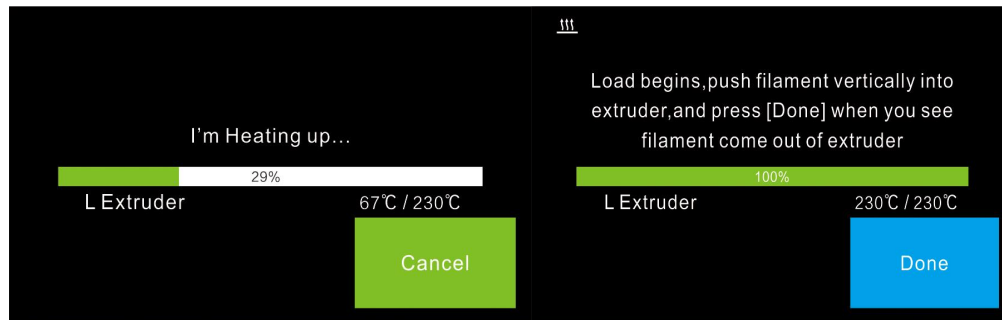 I'm Heating up...
29%
L Extruder
67℃ / 230℃
Cancel
Load begins,push filament vertically into
extruder,and press [Done] when you see
filament come out of extruder
100%
L Extruder
230℃ / 230℃
Done